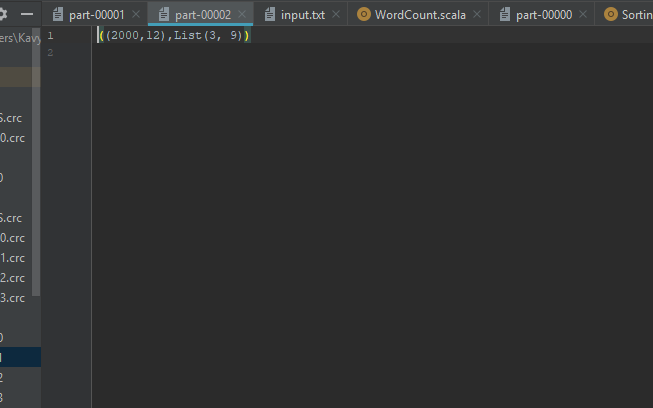 part-00001
part-00002
input.txt
WordCount.scala
part-00000
Sortin
ers\Kavy
1
((2000,12),List(3, 9))
2
S.crc
0.crc
0
S.crc
0.crc
1.crc
2.crc
3.crc
0
1
2
3